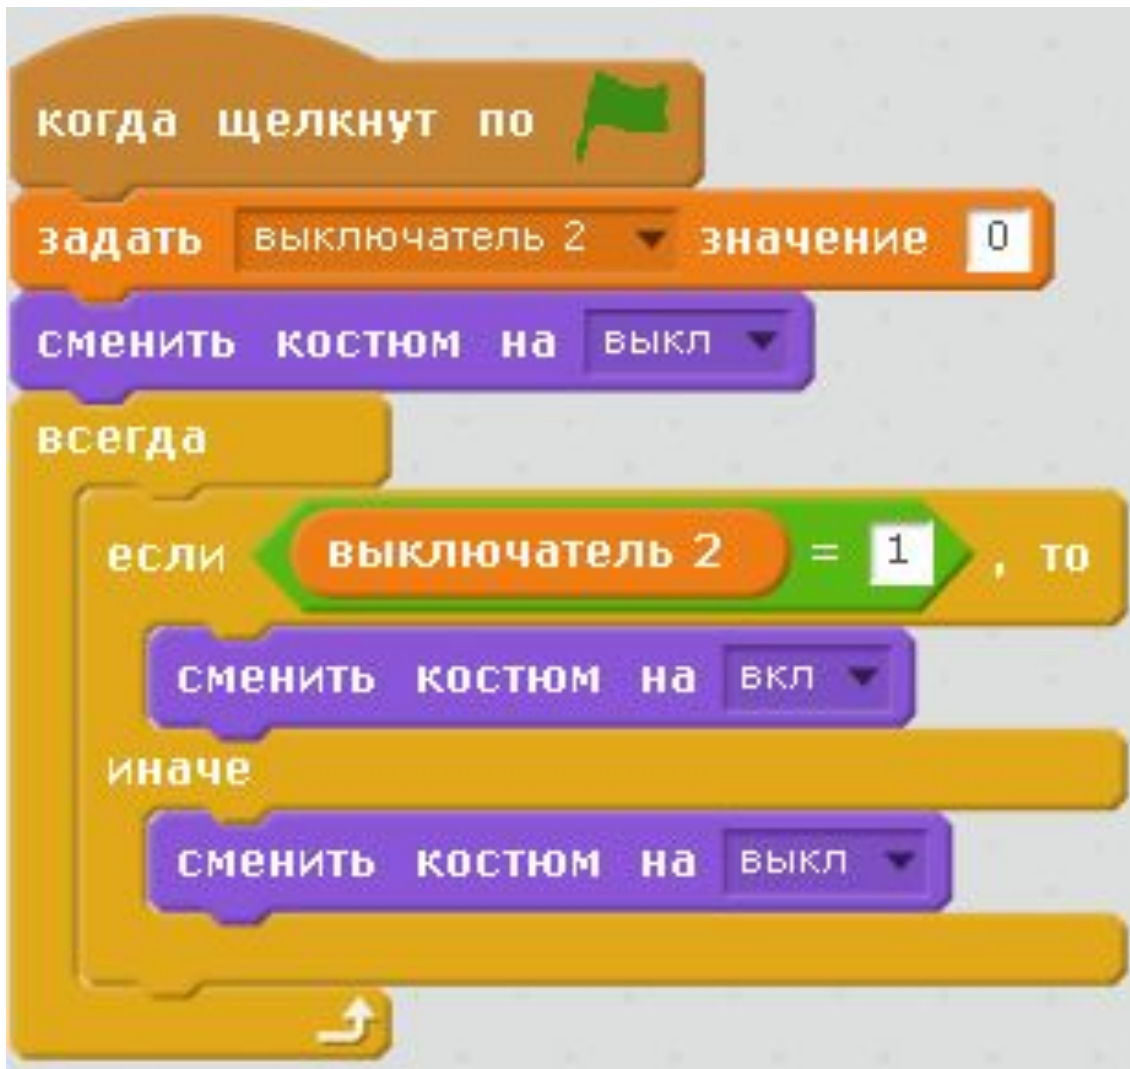 когда щелкнут по
задать выключатель 2 значение 0
сменить костюм на выкл
всегда
если выключатель 2 = 1 , то
сменить костюм на вкл
иначе
сменить костюм на выкл